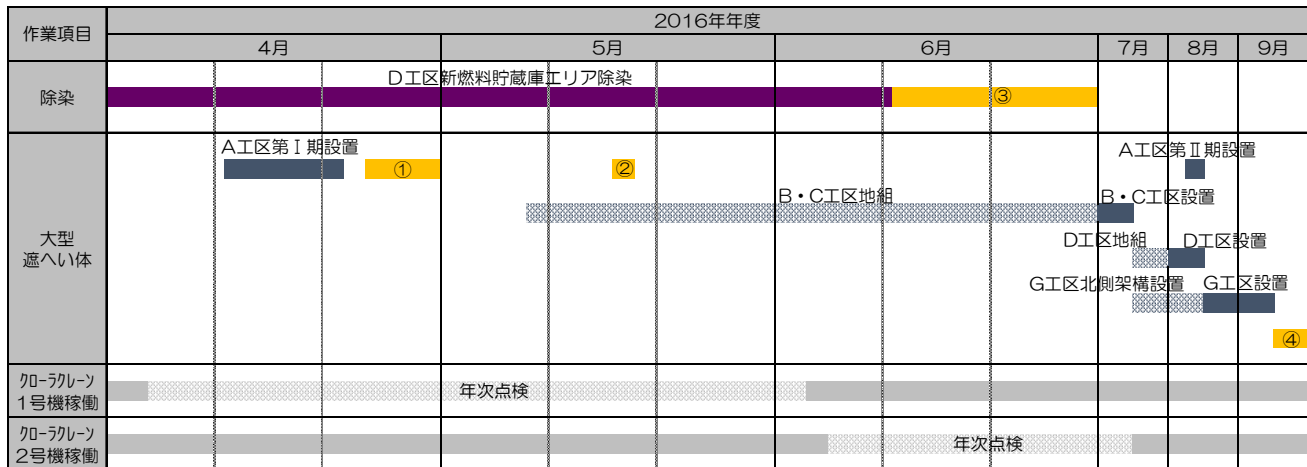 作業項目
2016年年度
4月
5月
6月
7月
8月
9月
除染
D工区新燃料貯蔵庫エリア除染
③
大型
遮へい体
A工区第Ⅰ期設置
①
②
A工区第Ⅱ期設置
B・C工区地組
B・C工区設置
D工区地組
D工区設置
G工区北側架構設置
G工区設置
④
ｸﾛｰﾗｸﾚｰﾝ
1号機稼働
年次点検
ｸﾛｰﾗｸﾚｰﾝ
2号機稼働
年次点検